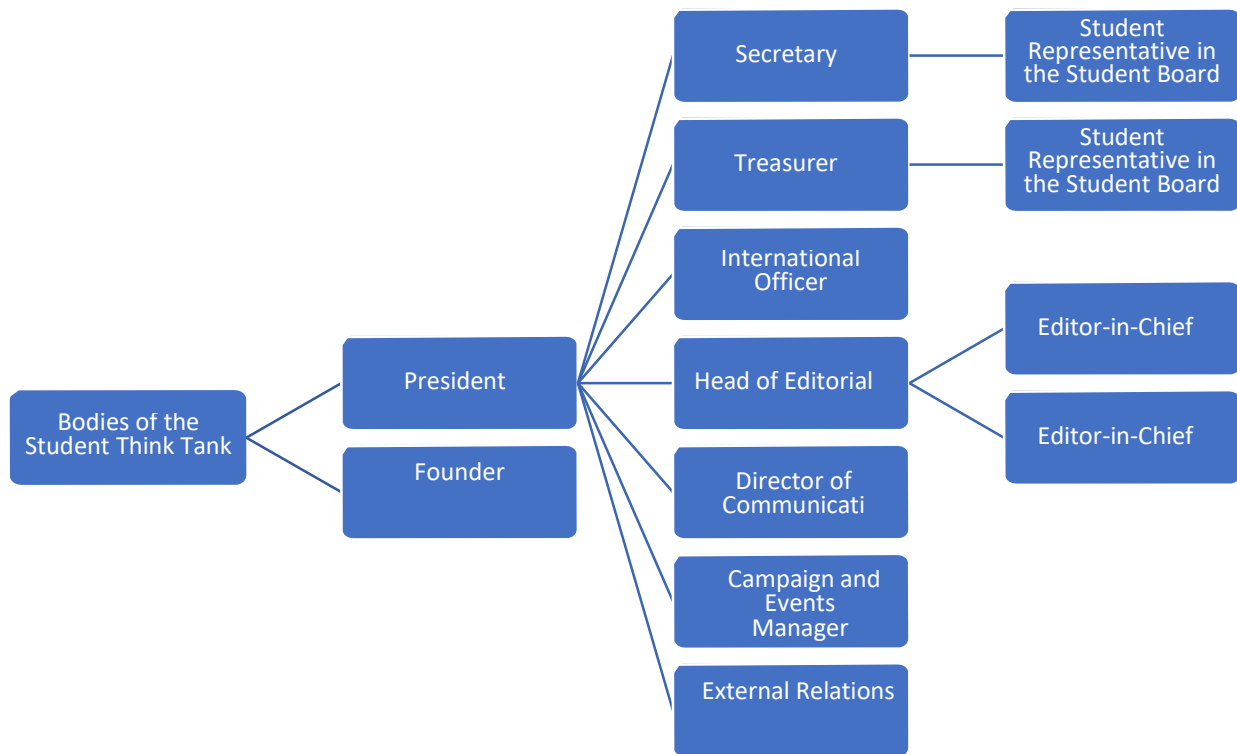 Secretary
Student
Representative in
the Student Board
Treasurer
Student
Representative in
the Student Board
International
Officer
Editor-in-Chief
President
Head of Editorial
Bodies of the
Student Think Tank
Editor-in-Chief
Founder
Director of
Communicati
Campaign and
Events
Manager
External Relations